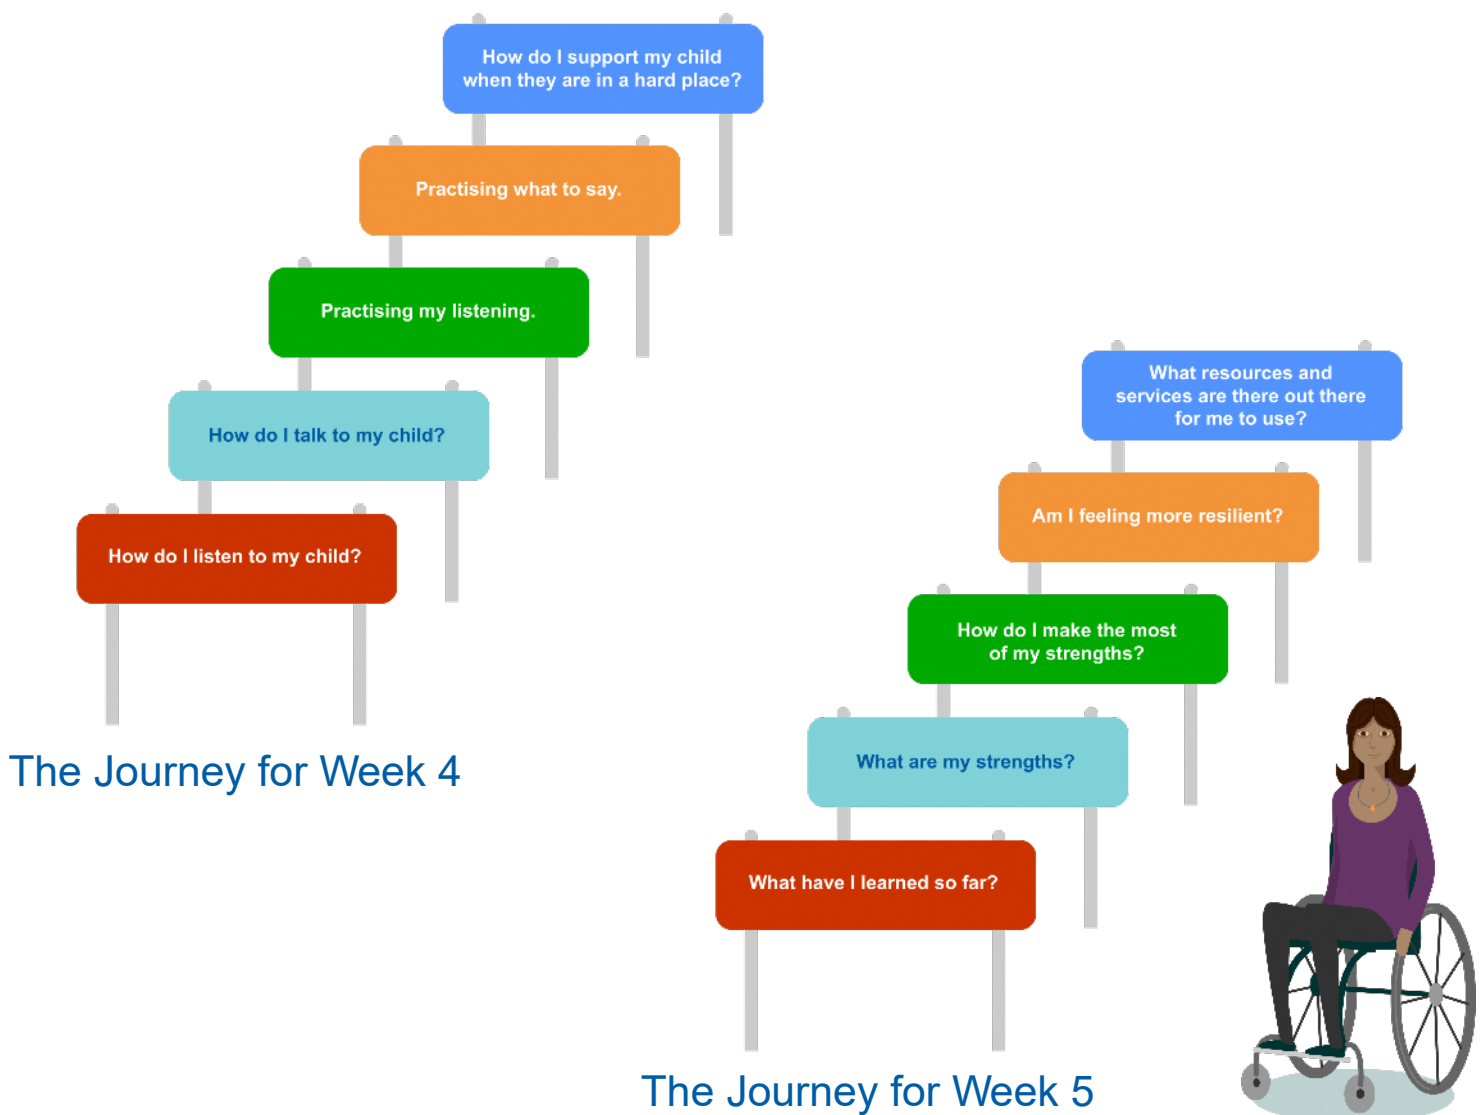 How do I support my child
when they are in a hard place?
Practising what to say.
Practising my listening.
How do I talk to my child?
How do I listen to my child?
The Journey for Week 4
What resources and
services are there out there
for me to use?
Am I feeling more resilient?
How do I make the most
of my strengths?
What are my strengths?
What have I learned so far?
The Journey for Week 5